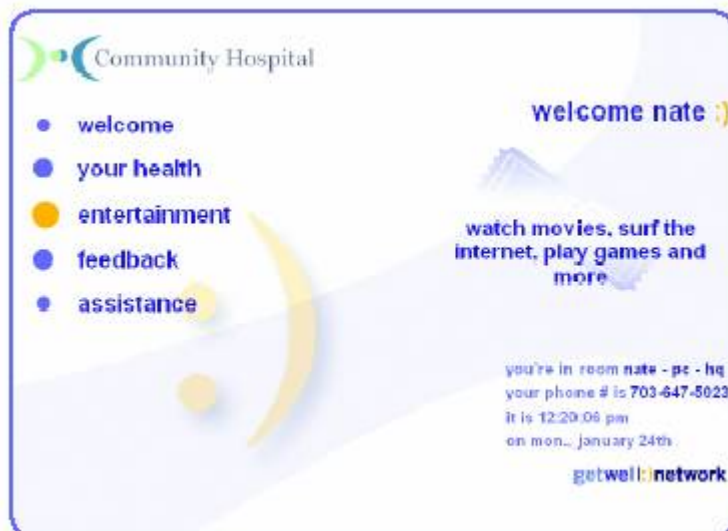 Community Hospital
welcome
your health
entertainment
feedback
assistance
welcome nate :)
watch movies, surf the
internet, play games and
more
you're in room nate - pc - hq
your phone # is 703-647-5023
it is 12:20:06 pm
on mon., january 24th
getwell:)network